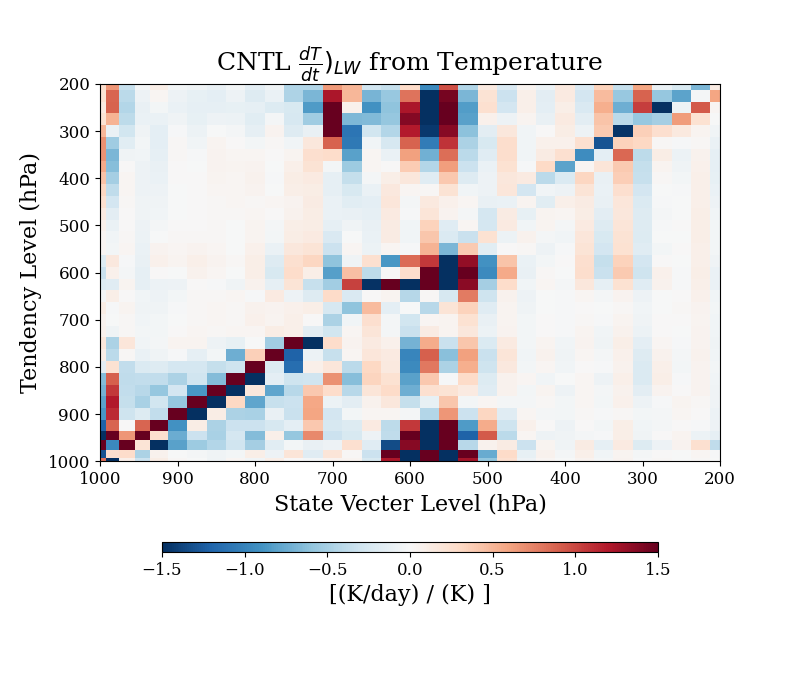 CNTL dT/dt)LW from Temperature
Tendency Level (hPa)
200
300
400
500
600
700
800
900
1000
1000 900 800 700 600 500 400 300 200
State Vecter Level (hPa)
−1.5 −1.0 −0.5 0.0 0.5 1.0 1.5
[(K/day) / (K) ]